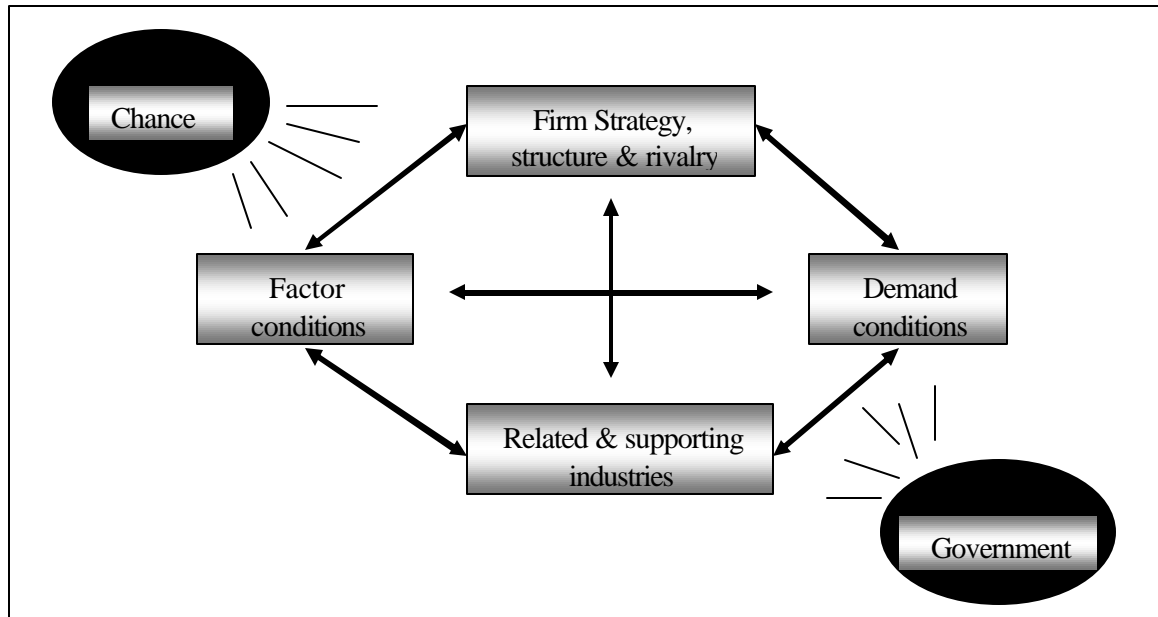 Chance
Firm Strategy,
structure & rivalry
Factor
conditions
Demand
conditions
Related & supporting
industries
Government